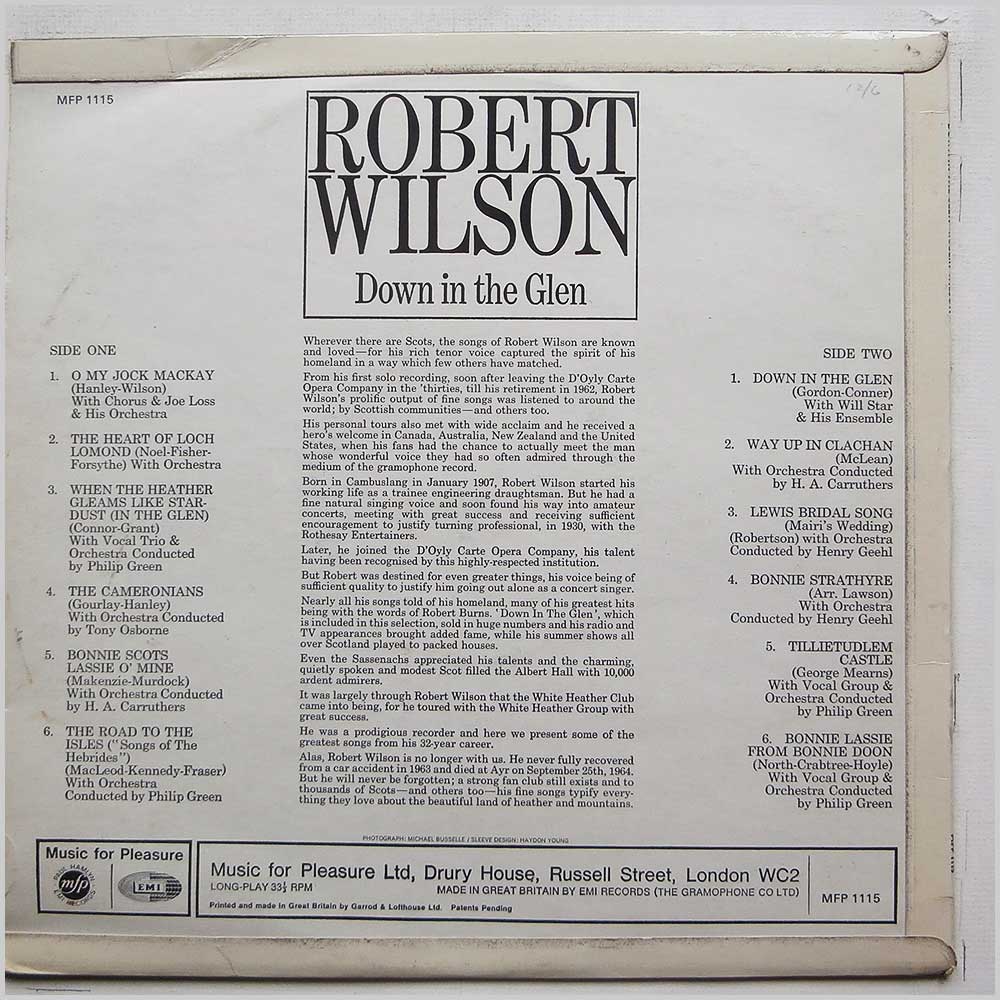 MFP 1115
12/6
ROBERT
WILSON
Down in the Glen
SIDE ONE
1. O MY JOCK MACKAY
(Hanley-Wilson)
With Chorus & Joe Loss
& His Orchestra
2. THE HEART OF LOCH
LOMOND (Noel-Fisher-
Forsythe) With Orchestra
3. WHEN THE HEATHER
GLEAMS LIKE STAR-
DUST (IN THE GLEN)
(Connor-Grant)
With Vocal Trio &
Orchestra Conducted
by Philip Green
4. THE CAMERONIANS
(Gourlay-Hanley)
With Orchestra Conducted
by Tony Osborne
5. BONNIE SCOTS
LASSIE O' MINE
(Makenzie-Murdock)
With Orchestra Conducted
by H. A. Carruthers
6. THE ROAD TO THE
ISLES ("Songs of The
Hebrides")
(MacLeod-Kennedy-Fraser)
With Orchestra
Conducted by Philip Green
Wherever there are Scots, the songs of Robert Wilson are known
and loved—for his rich tenor voice captured the spirit of his
homeland in a way which few others have matched.
From his first solo recording, soon after leaving the D'Oyly Carte
Opera Company in the 'thirties, till his retirement in 1962, Robert
Wilson's prolific output of fine songs was listened to around the
world; by Scottish communities—and others too.
His personal tours also met with wide acclaim and he received a
hero's welcome in Canada, Australia, New Zealand and the United
States, when his fans had the chance to actually meet the man
whose wonderful voice they had so often admired through the
medium of the gramophone record.
Born in Cambuslang in January 1907, Robert Wilson started his
working life as a trainee engineering draughtsman. But he had a
fine natural singing voice and soon found his way into amateur
concerts, meeting with great success and receiving sufficient
encouragement to justify turning professional, in 1930, with the
Rothesay Entertainers.
Later, he joined the D'Oyly Carte Opera Company, his talent
having been recognised by this highly-respected institution.
But Robert was destined for even greater things, his voice being of
sufficient quality to justify him going out alone as a concert singer.
Nearly all his songs told of his homeland, many of his greatest hits
being with the words of Robert Burns. 'Down In The Glen', which
is included in this selection, sold in huge numbers and his radio and
TV appearances brought added fame, while his summer shows all
over Scotland played to packed houses.
Even the Sassenachs appreciated his talents and the charming,
quietly spoken and modest Scot filled the Albert Hall with 10,000
ardent admirers.
It was largely through Robert Wilson that the White Heather Club
came into being, for he toured with the White Heather Group with
great success.
He was a prodigious recorder and here we present some of the
greatest songs from his 32-year career.
Alas, Robert Wilson is no longer with us. He never fully recovered
from a car accident in 1963 and died at Ayr on September 25th, 1964.
But he will never be forgotten; a strong fan club still exists and to
thousands of Scots—and others too—his fine songs typify every-
thing they love about the beautiful land of heather and mountains.
SIDE TWO
1. DOWN IN THE GLEN
(Gordon-Conner)
With Will Star
& His Ensemble
2. WAY UP IN CLACHAN
(McLean)
With Orchestra Conducted
by H. A. Carruthers
3. LEWIS BRIDAL SONG
(Mairi's Wedding)
(Robertson) with Orchestra
Conducted by Henry Geehl
4. BONNIE STRATHYRE
(Arr. Lawson)
With Orchestra
Conducted by Henry Geehl
5. TILLIETUDLEM
CASTLE
(George Mearns)
With Vocal Group &
Orchestra Conducted
by Philip Green
6. BONNIE LASSIE
FROM BONNIE DOON
(North-Crabtree-Hoyle)
With Vocal Group &
Orchestra Conducted
by Philip Green
PHOTOGRAPH: MICHAEL BUSSELLE / SLEEVE DESIGN: HAYDON YOUNG
Music for Pleasure
mfp
EMI
Music for Pleasure Ltd, Drury House, Russell Street, London WC2
LONG-PLAY 33⅓ RPM
MADE IN GREAT BRITAIN BY EMI RECORDS (THE GRAMOPHONE CO LTD)
Printed and made in Great Britain by Garrod & Lofthouse Ltd. Patents Pending
MFP 1115